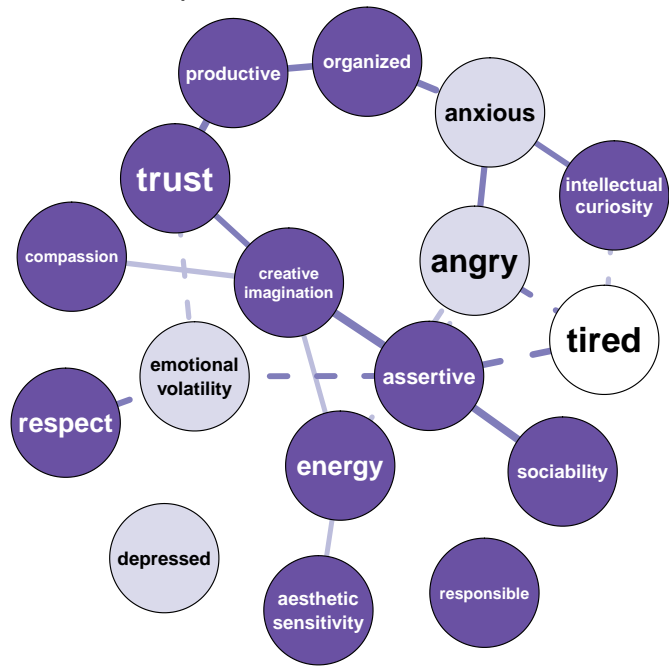 organized
productive
anxious
trust
intellectual
curiosity
compassion
creative
imagination
angry
tired
emotional
volatility
assertive
respect
energy
sociability
depressed
responsible
aesthetic
sensitivity